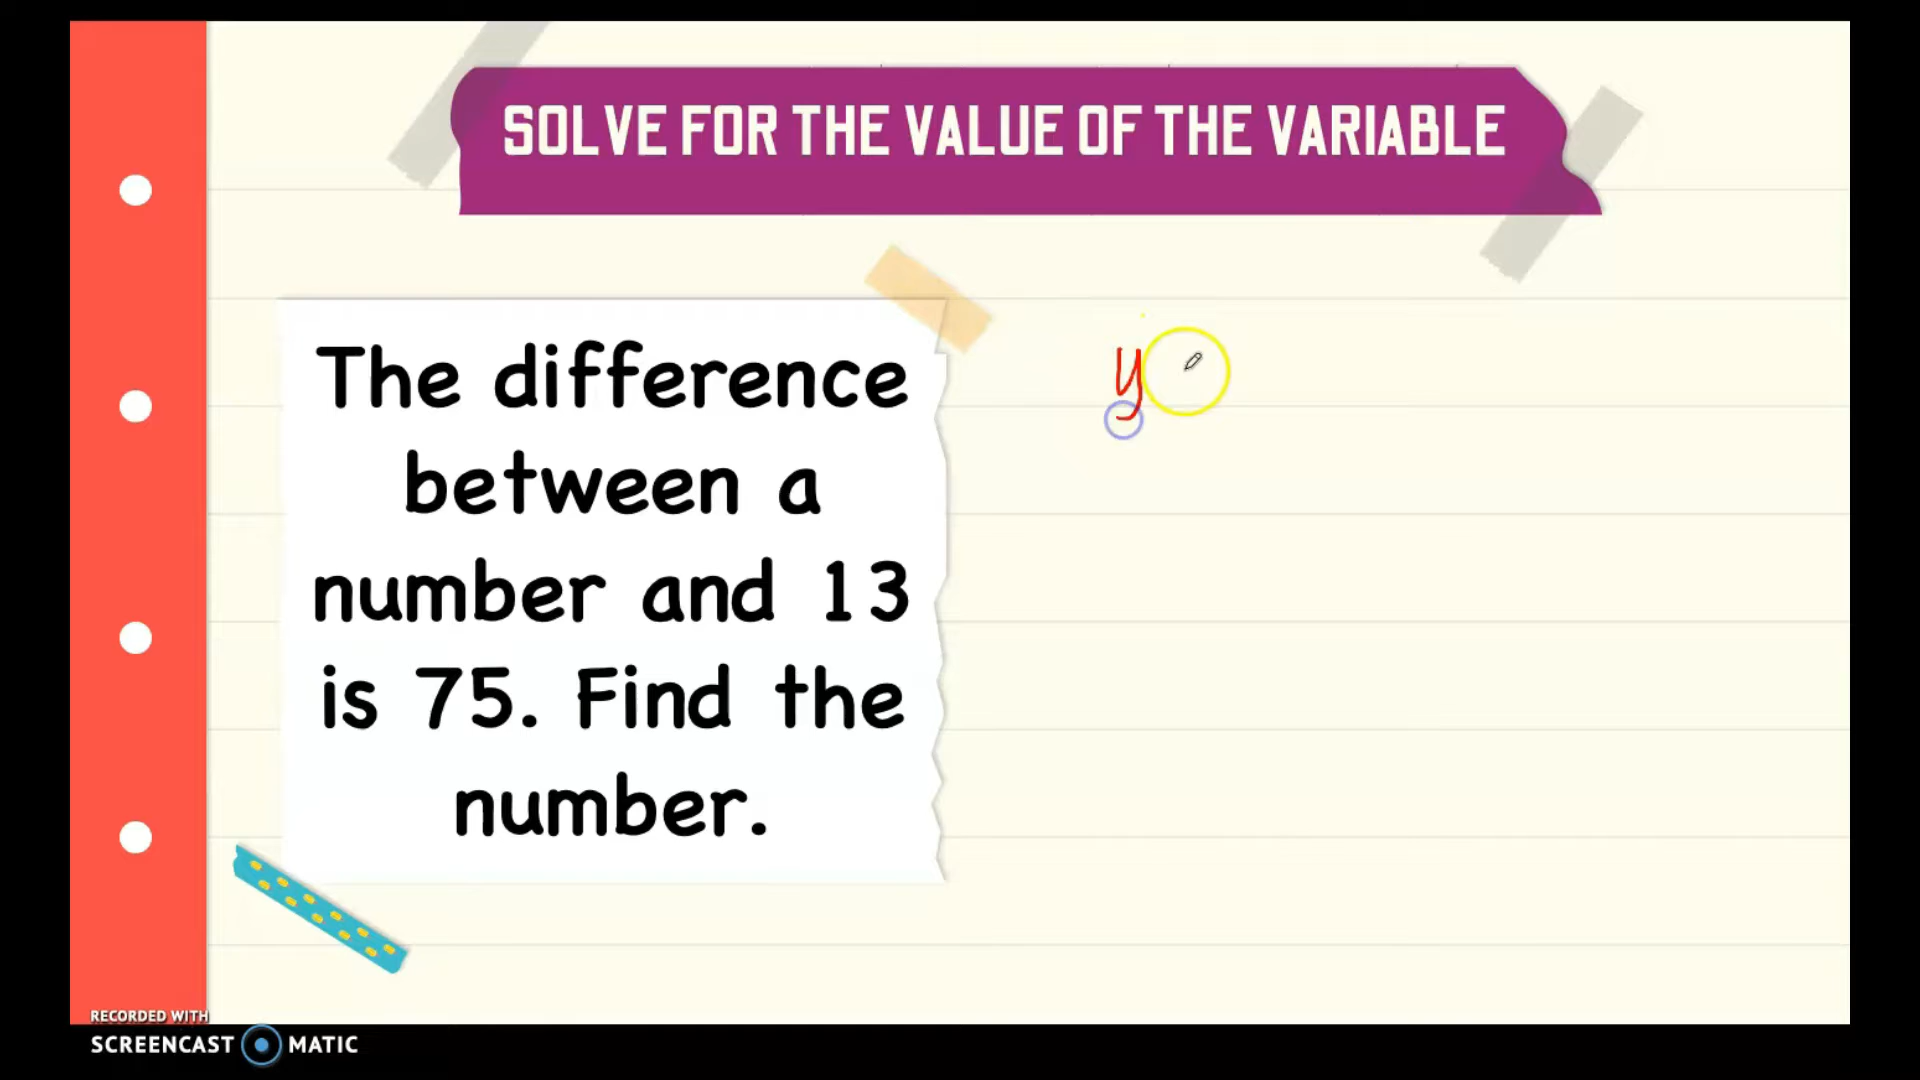 SOLVE FOR THE VALUE OF THE VARIABLE
The difference
between a
number and 13
is 75. Find the
number.
y
RECORDED WITH
SCREENCAST MATIC